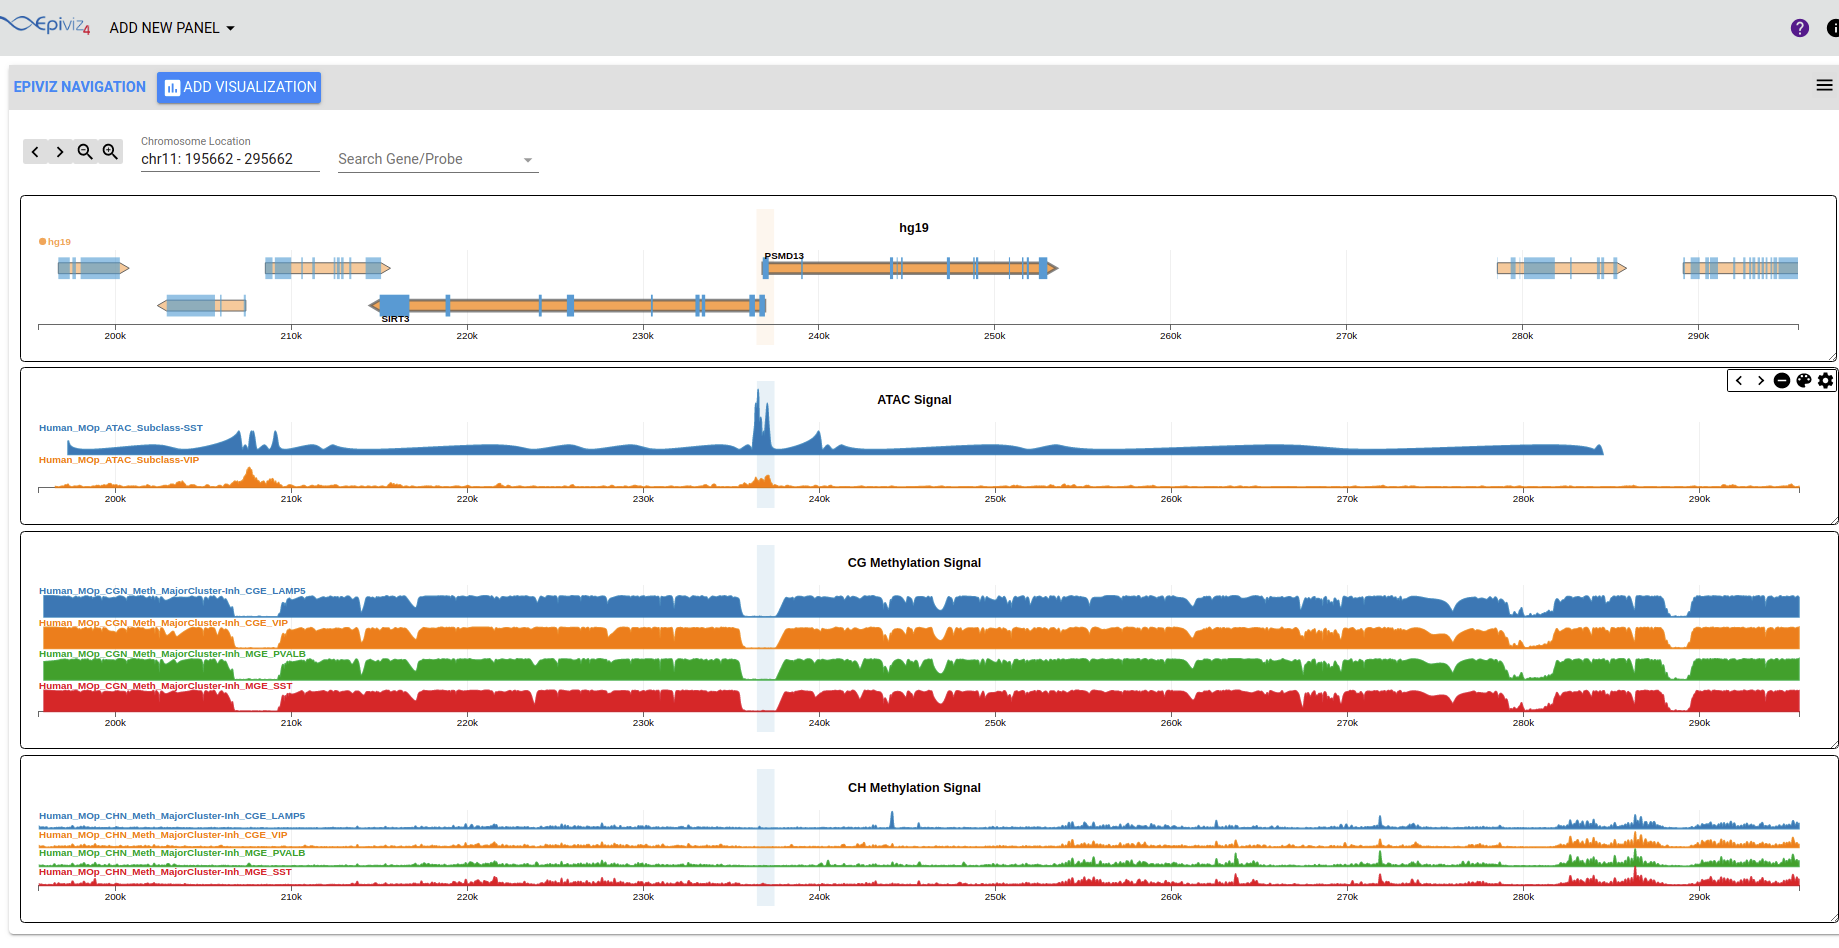 Epiviz4 ADD NEW PANEL ?
EPIVIZ NAVIGATION ADD VISUALIZATION
Chromosome Location
chr11: 195662 - 295662 Search Gene/Probe
hg19
hg19
PSMD13
SIRT3
200k 210k 220k 230k 240k 250k 260k 270k 280k 290k
ATAC Signal
Human_MOp_ATAC_Subclass-SST
Human_MOp_ATAC_Subclass-VIP
200k 210k 220k 230k 240k 250k 260k 270k 280k 290k
CG Methylation Signal
Human_MOp_CGN_Meth_MajorCluster-Inh_CGE_LAMP5
Human_MOp_CGN_Meth_MajorCluster-Inh_CGE_VIP
Human_MOp_CGN_Meth_MajorCluster-Inh_MGE_PVALB
Human_MOp_CGN_Meth_MajorCluster-Inh_MGE_SST
200k 210k 220k 230k 240k 250k 260k 270k 280k 290k
CH Methylation Signal
Human_MOp_CHN_Meth_MajorCluster-Inh_CGE_LAMP5
Human_MOp_CHN_Meth_MajorCluster-Inh_CGE_VIP
Human_MOp_CHN_Meth_MajorCluster-Inh_MGE_PVALB
Human_MOp_CHN_Meth_MajorCluster-Inh_MGE_SST
200k 210k 220k 230k 240k 250k 260k 270k 280k 290k